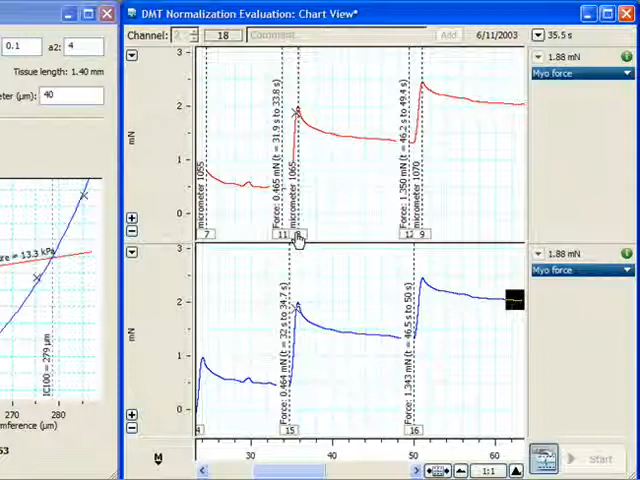 DMT Normalization Evaluation: Chart View*
0.1 a2: 4
Tissue length: 1.40 mm
eter (μm): 40
re = 13.3 kPa
IC100 = 279 μm
270 280
umference (μm)
63
Channel: 18 Comment Add 6/11/2003 35.5 s
3
2
mN
1
0
micrometer 1055
Force: 0.465 mN (t = 31.9 s to 33.8 s)
micrometer 1065
Force: 1.350 mN (t = 46.2 s to 49.4 s)
micrometer 1070
7 11 8 9
1.88 mN
Myo force
3
2
mN
1
0
Force: 0.464 mN (t = 32 s to 34.7 s)
Force: 1.343 mN (t = 46.5 s to 50 s)
4 15 16
1.88 mN
Myo force
M 30 40 50 60
1:1
Start